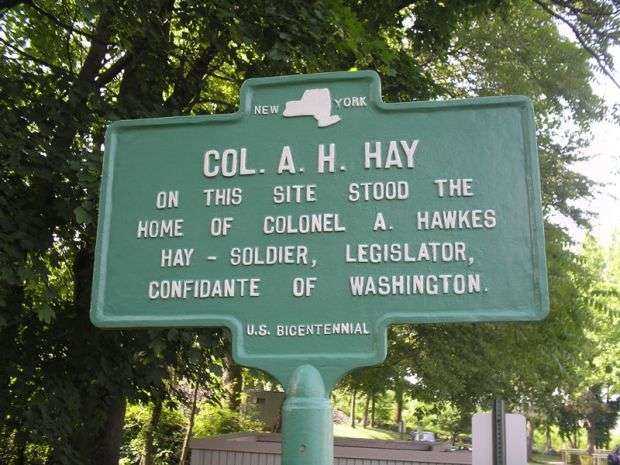 NEW YORK
COL. A. H. HAY
ON THIS SITE STOOD THE
HOME OF COLONEL A. HAWKES
HAY - SOLDIER, LEGISLATOR,
CONFIDANTE OF WASHINGTON.
U.S. BICENTENNIAL